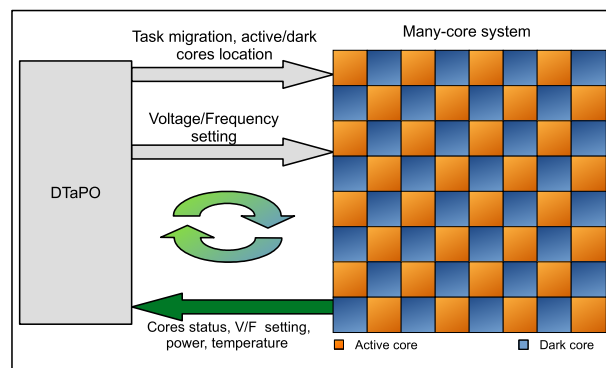 Task migration, active/dark
cores location
Many-core system
Voltage/Frequency
setting
DTaPO
Cores status, V/F setting,
power, temperature
Active core
Dark core